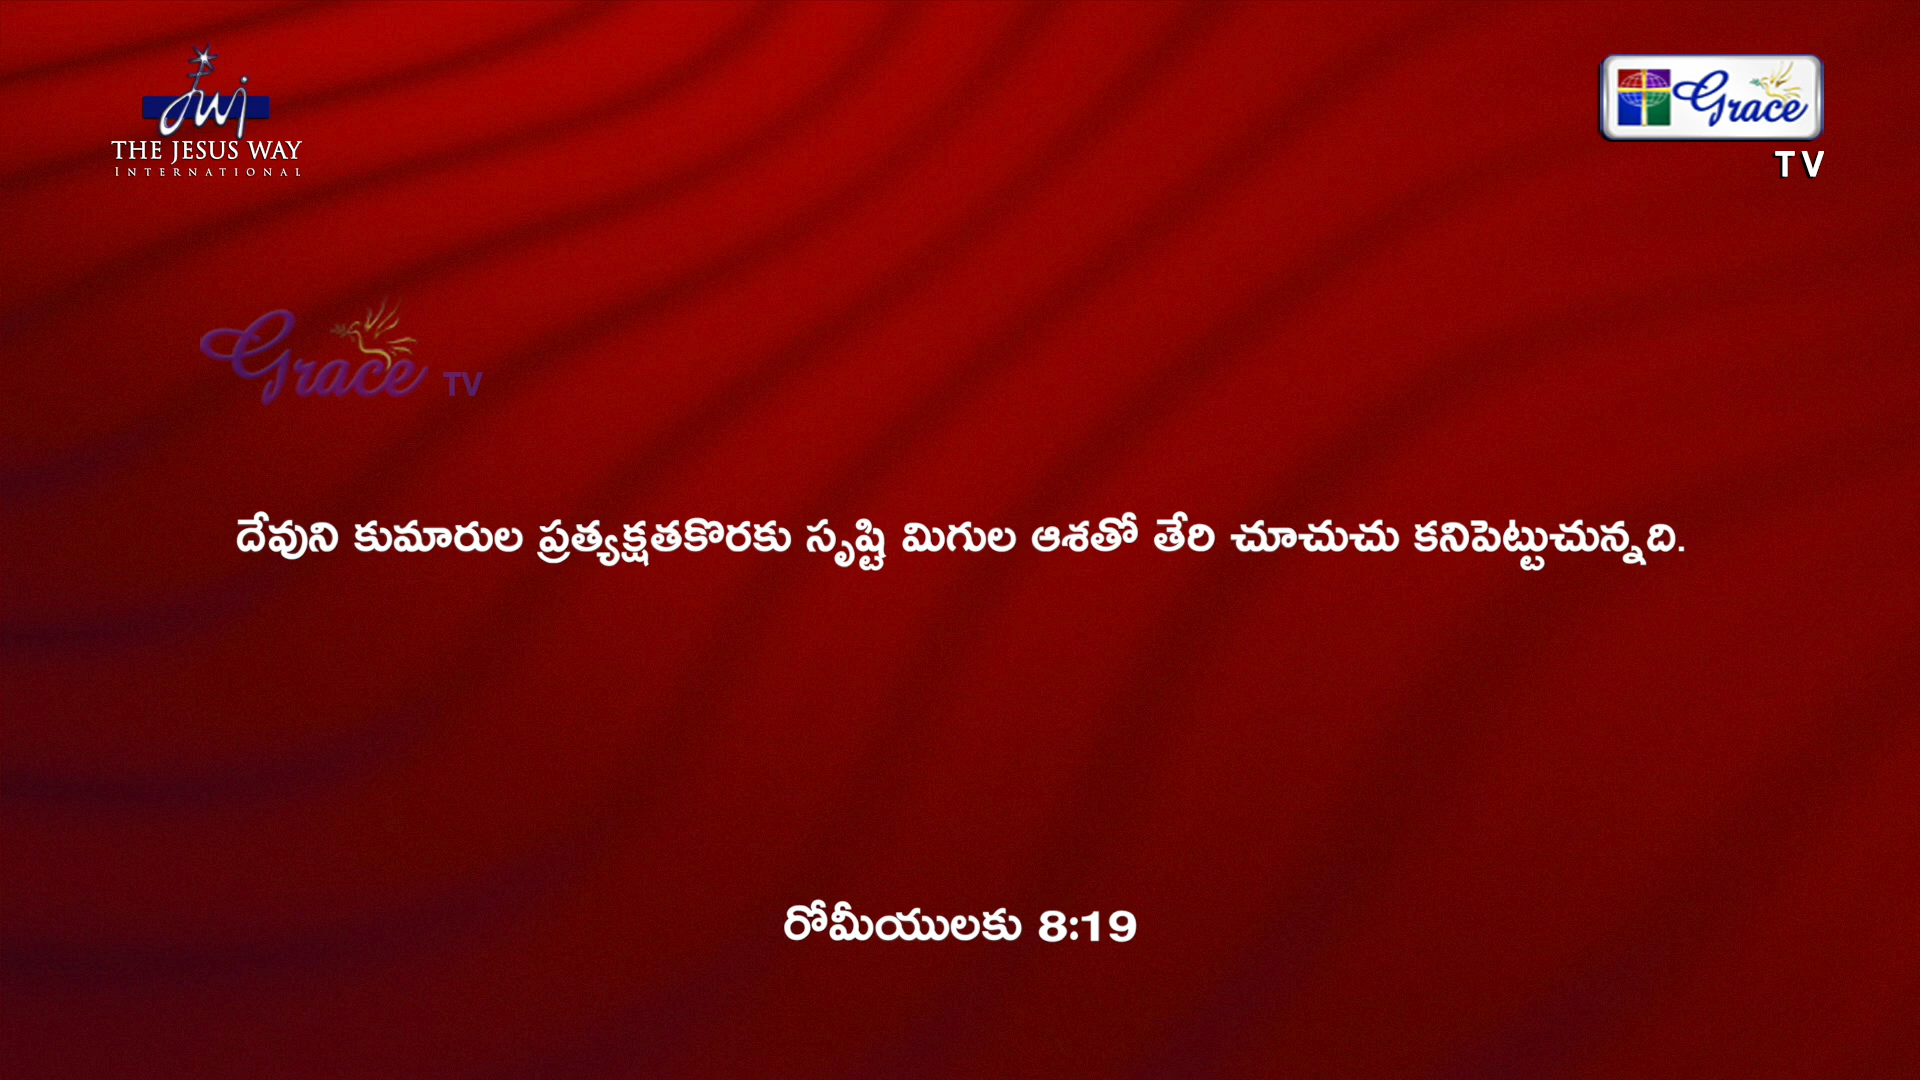 THE JESUS WAY
INTERNATIONAL
Grace
TV
Grace TV
దేవుని కుమారుల ప్రత్యక్షతకొరకు సృష్టి మిగుల ఆశతో తేరి చూచుచు కనిపెట్టుచున్నది.
రోమీయులకు 8:19